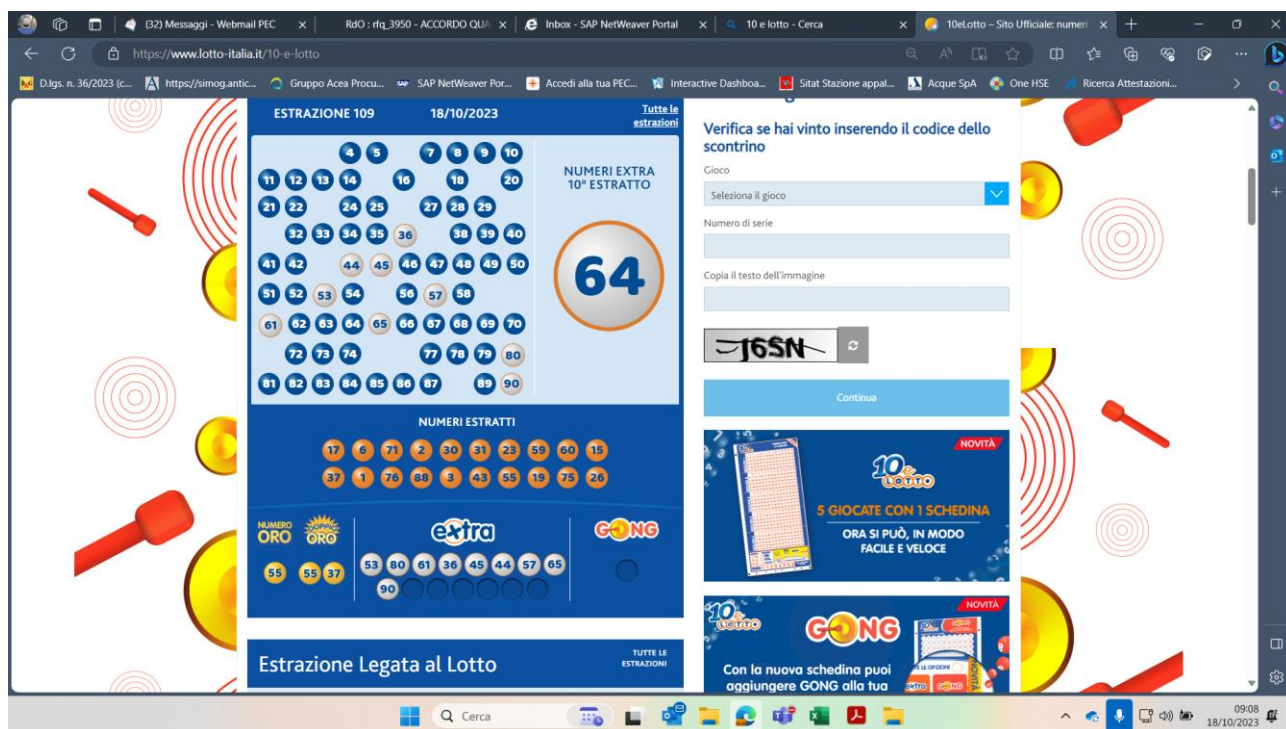 (32) Messaggi - Webmail PEC
RdO : rfq_3950 - ACCORDO QUA
Inbox - SAP NetWeaver Portal
10 e lotto - Cerca
10eLotto – Sito Ufficiale: numeri
https://www.lotto-italia.it/10-e-lotto
D.lgs. n. 36/2023 (c...
https://simog.antic...
Gruppo Acea Procu...
SAP NetWeaver Por...
Accedi alla tua PEC...
Interactive Dashboa...
Sitat Stazione appal...
Acque SpA
One HSE
Ricerca Attestazioni...
ESTRAZIONE 109 18/10/2023 Tutte le
estrazioni
4 5 7 8 9 10
11 12 13 14 16 18 20
21 22 24 25 27 28 29
32 33 34 35 36 38 39 40
41 42 44 45 46 47 48 49 50
51 52 53 54 56 57 58
61 62 63 64 65 66 67 68 69 70
72 73 74 77 78 79 80
81 82 83 84 85 86 87 89 90
NUMERI EXTRA
10° ESTRATTO
64
NUMERI ESTRATTI
17 6 71 2 30 31 23 59 60 15
37 1 76 88 3 43 55 19 75 26
NUMERO
ORO
DOPPIO
ORO
extra
GONG
55 55 37
53 80 61 36 45 44 57 65
90
Estrazione Legata al Lotto
TUTTE LE
ESTRAZIONI
Verifica se hai vinto inserendo il codice dello
scontrino
Gioco
Seleziona il gioco
Numero di serie
Copia il testo dell'immagine
J6SN
Continua
NOVITÀ
10e
LOTTO
5 GIOCATE CON 1 SCHEDINA
ORA SI PUÒ, IN MODO
FACILE E VELOCE
NOVITÀ
10e
LOTTO
GONG
Con la nuova schedina puoi
aggiungere GONG alla tua
extra GONG
NOVITÀ
Cerca
09:08
18/10/2023